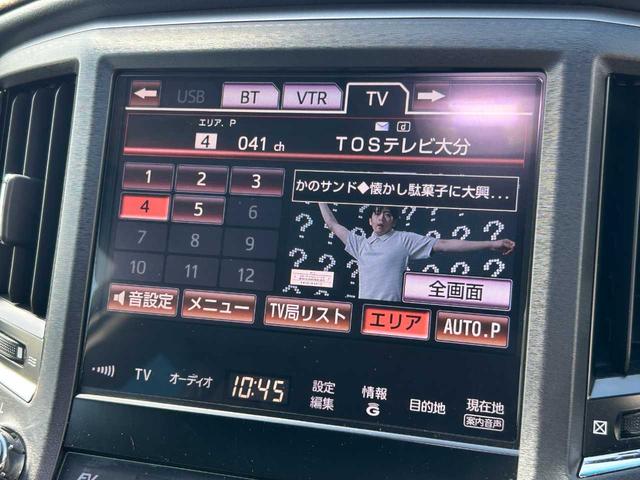 USB BT VTR TV
エリア. P
4 041 ch TOSテレビ大分
1 2 3
かのサンド◆懐かし駄菓子に大興...
4 5 6
7 8 9
10 11 12
全画面
音設定 メニュー TV局リスト エリア AUTO.P
TV オーディオ 10:45 設定編集 情報 G 目的地 現在地
案内音声